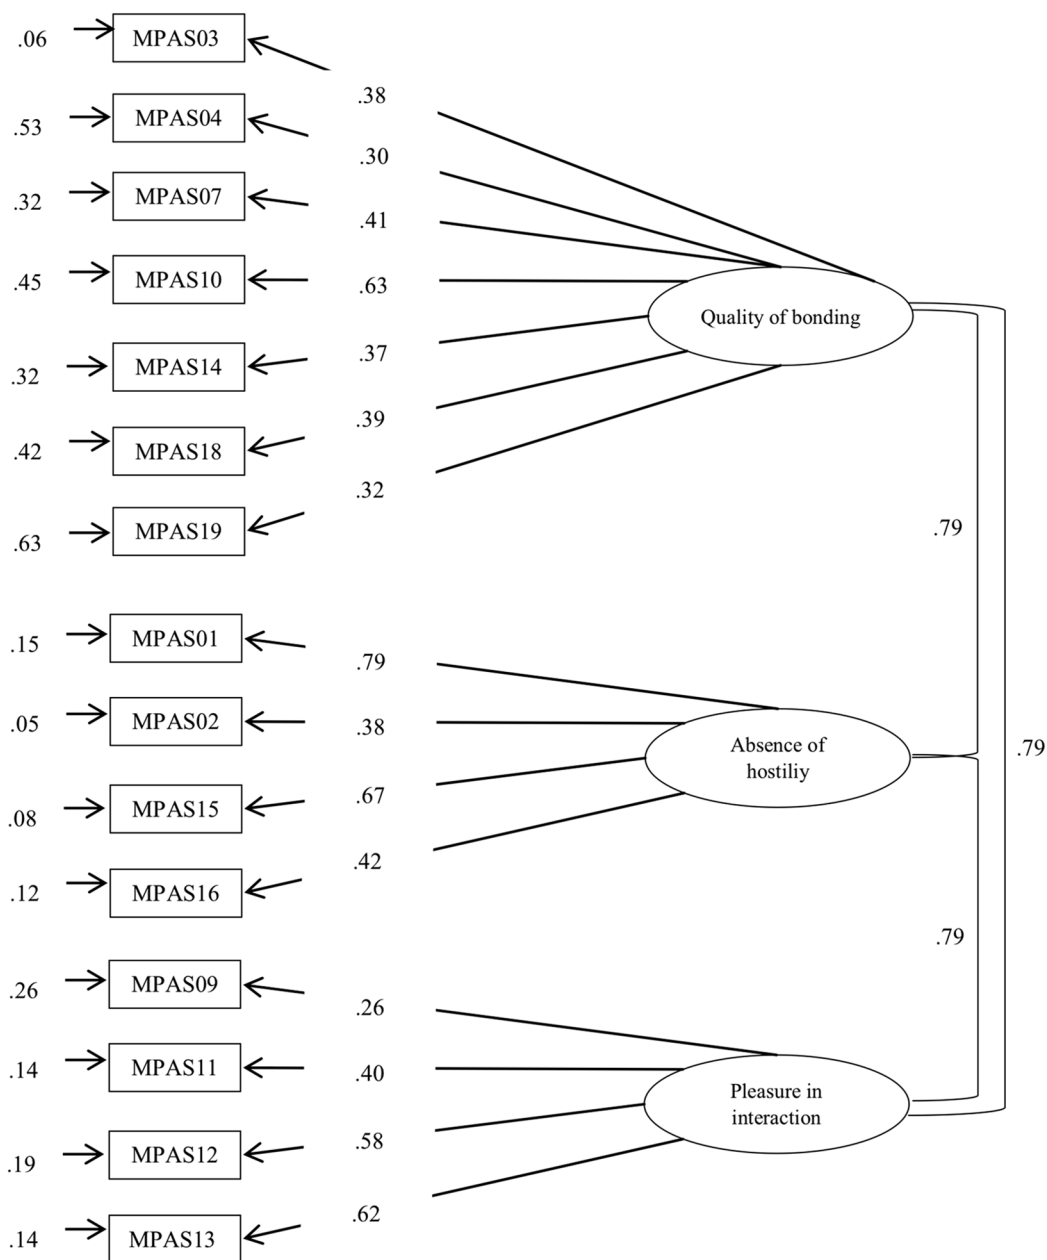 .06 MPAS03
.38
.53 MPAS04
.30
.32 MPAS07
.41
.45 MPAS10
.63
Quality of bonding
.32 MPAS14
.37
.42 MPAS18
.39
.63 MPAS19
.32
.79
.15 MPAS01
.79
.05 MPAS02
.38
Absence of
hostiliy
.79
.08 MPAS15
.67
.12 MPAS16
.42
.79
.26 MPAS09
.26
.14 MPAS11
.40
Pleasure in
interaction
.19 MPAS12
.58
.14 MPAS13
.62